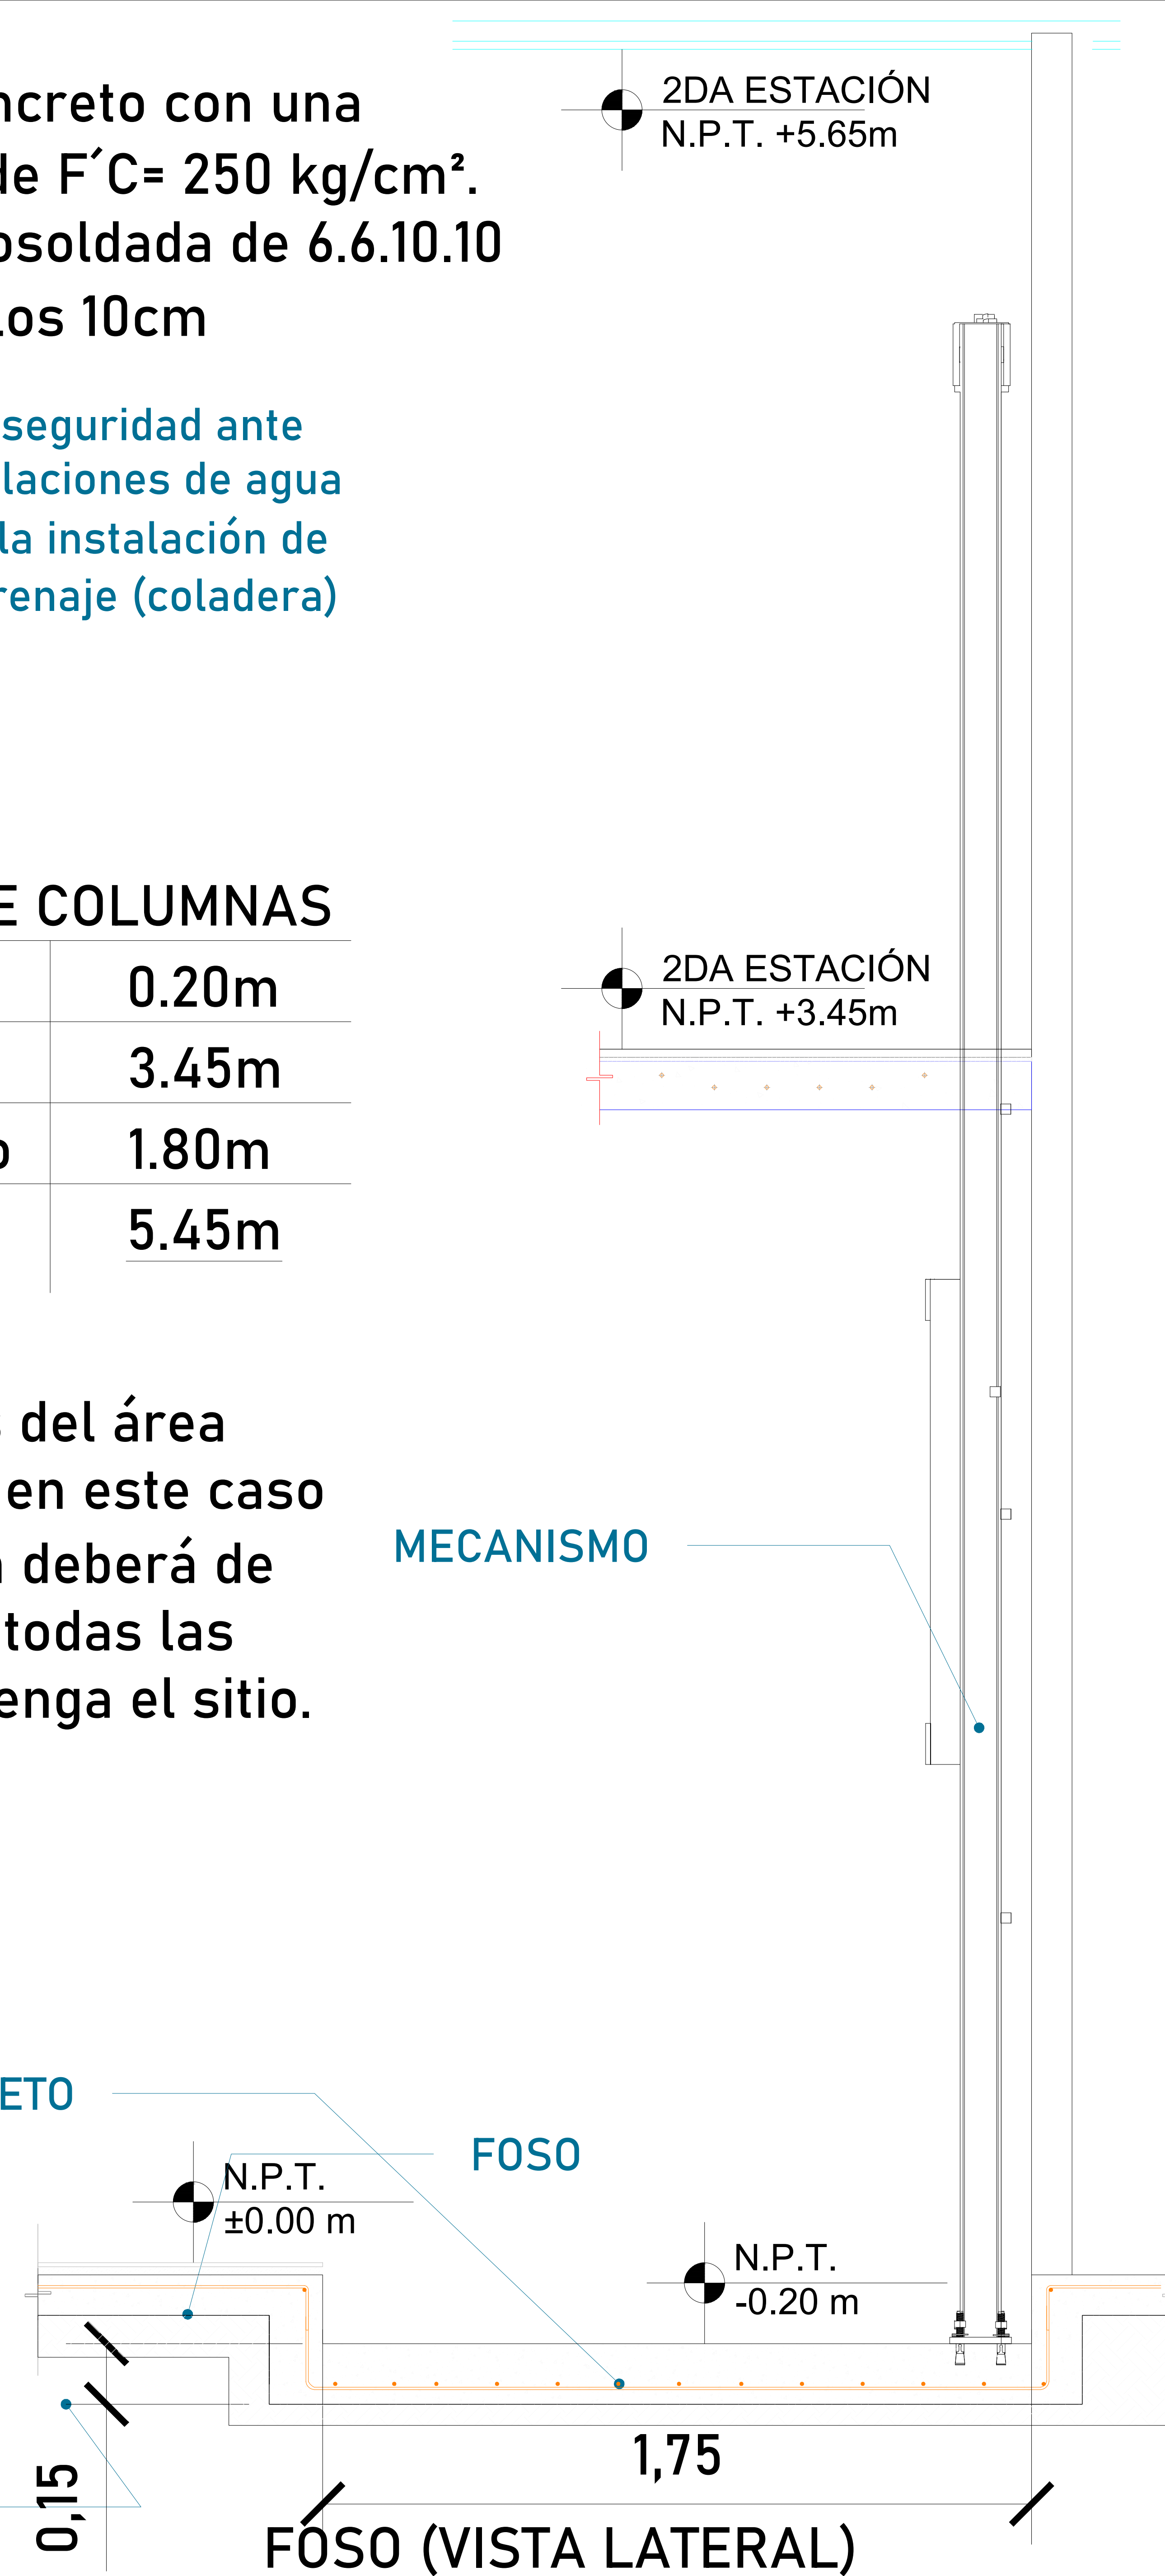 ncreto con una
de F´C= 250 kg/cm².
osoldada de 6.6.10.10
los 10cm
seguridad ante
laciones de agua
la instalación de
renaje (coladera)
2DA ESTACIÓN
N.P.T. +5.65m
E COLUMNAS
0.20m
3.45m
o 1.80m
5.45m
2DA ESTACIÓN
N.P.T. +3.45m
s del área
en este caso
deberá de
todas las
enga el sitio.
MECANISMO
ETO
FOSO
N.P.T.
±0.00 m
N.P.T.
-0.20 m
1,75
0,15
FOSO (VISTA LATERAL)